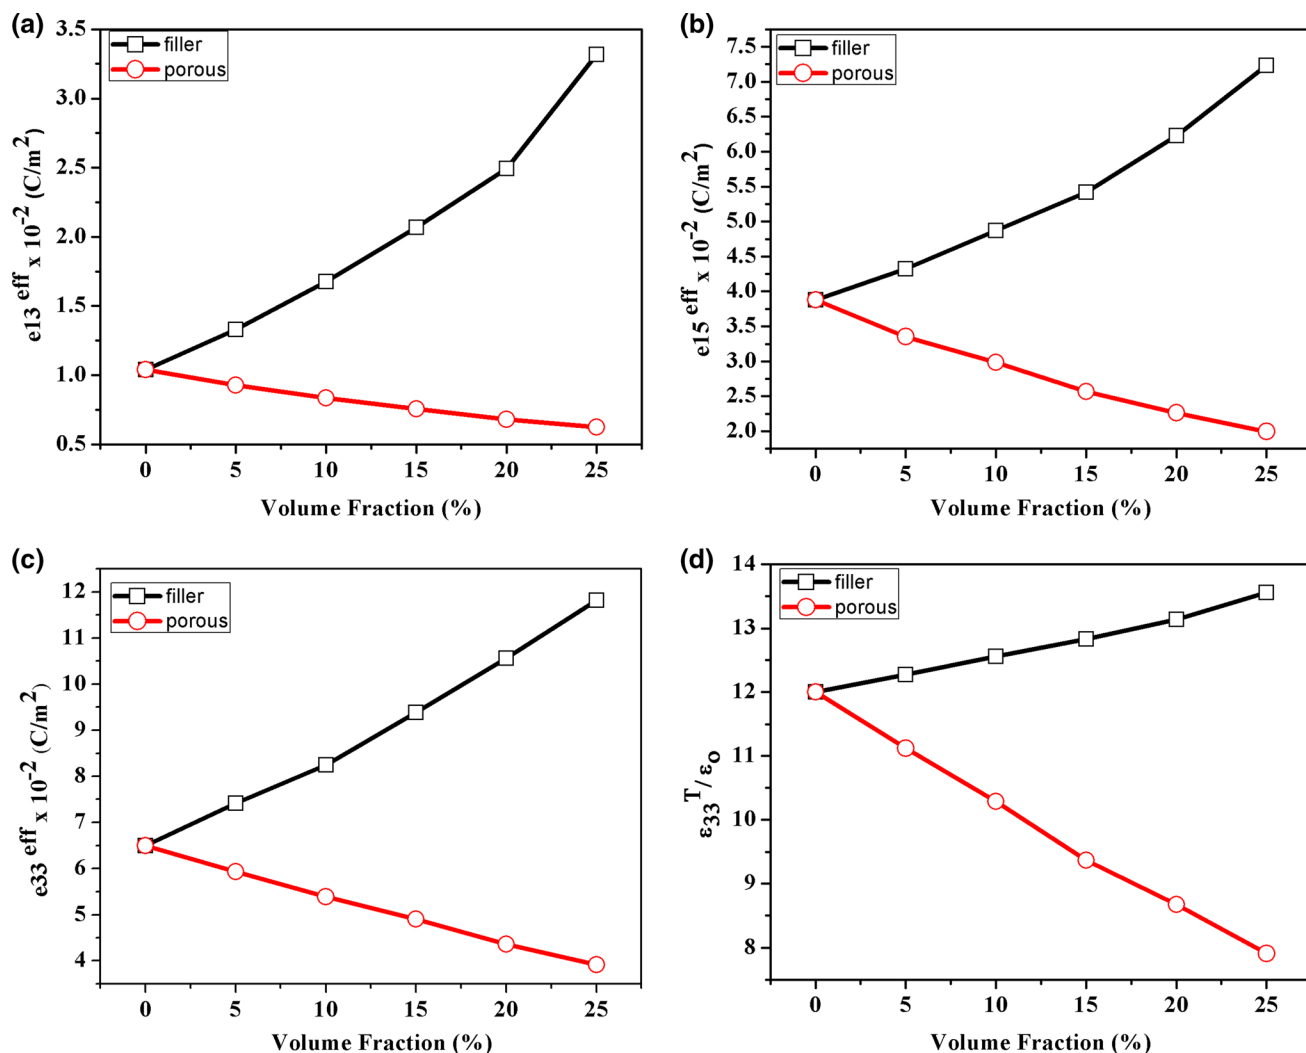 (a)
filler
porous
3.5
3.0
2.5
2.0
1.5
1.0
0.5
e13 eff x 10-2 (C/m2)
0 5 10 15 20 25
Volume Fraction (%)
(b)
filler
porous
7.5
7.0
6.5
6.0
5.5
5.0
4.5
4.0
3.5
3.0
2.5
2.0
e15 eff x 10-2 (C/m2)
0 5 10 15 20 25
Volume Fraction (%)
(c)
filler
porous
12
11
10
9
8
7
6
5
4
e33 eff x 10-2 (C/m2)
0 5 10 15 20 25
Volume Fraction (%)
(d)
filler
porous
14
13
12
11
10
9
8
ε33T/εo
0 5 10 15 20 25
Volume Fraction (%)